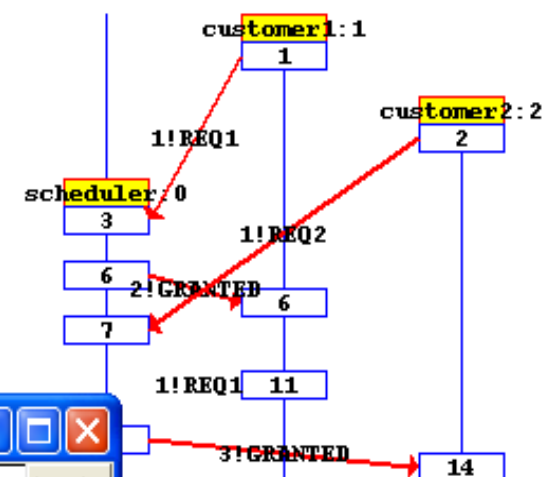 customer1:1
1
customer2:2
2
1!REQ1
scheduler:0
3
1!REQ2
6
2!GRANTED
6
7
1!REQ1
11
3!GRANTED
14